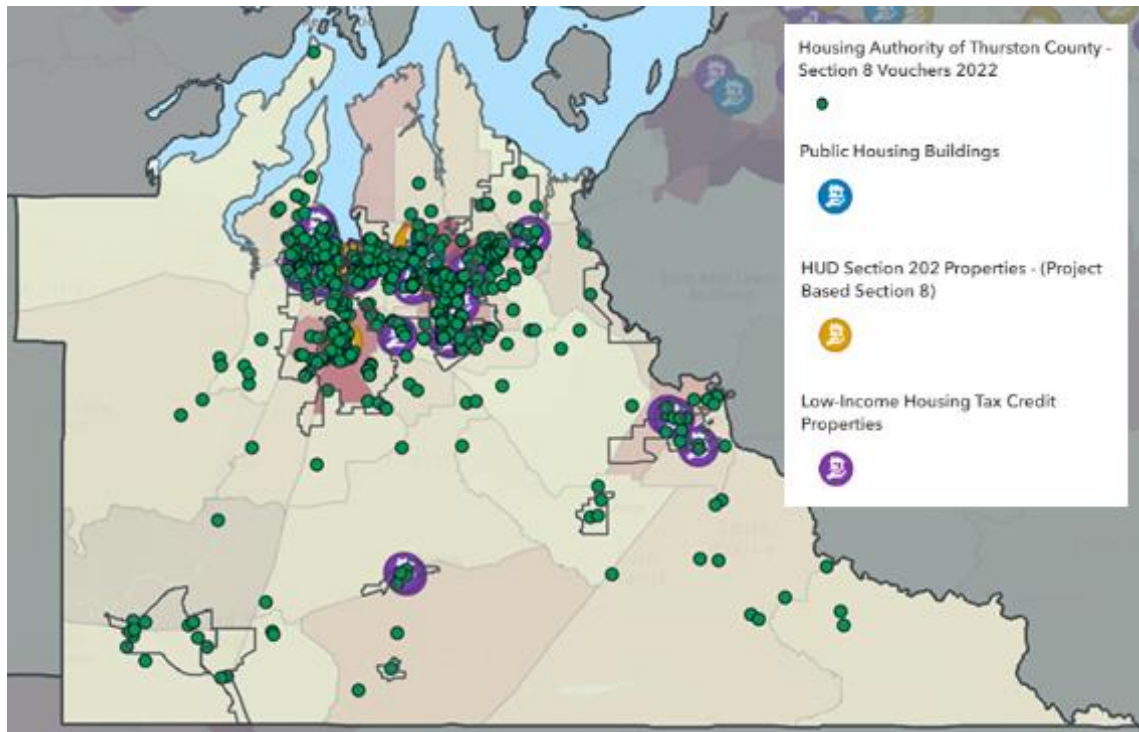 Housing Authority of Thurston County -
Section 8 Vouchers 2022
Public Housing Buildings
HUD Section 202 Properties - (Project
Based Section 8)
Low-Income Housing Tax Credit
Properties